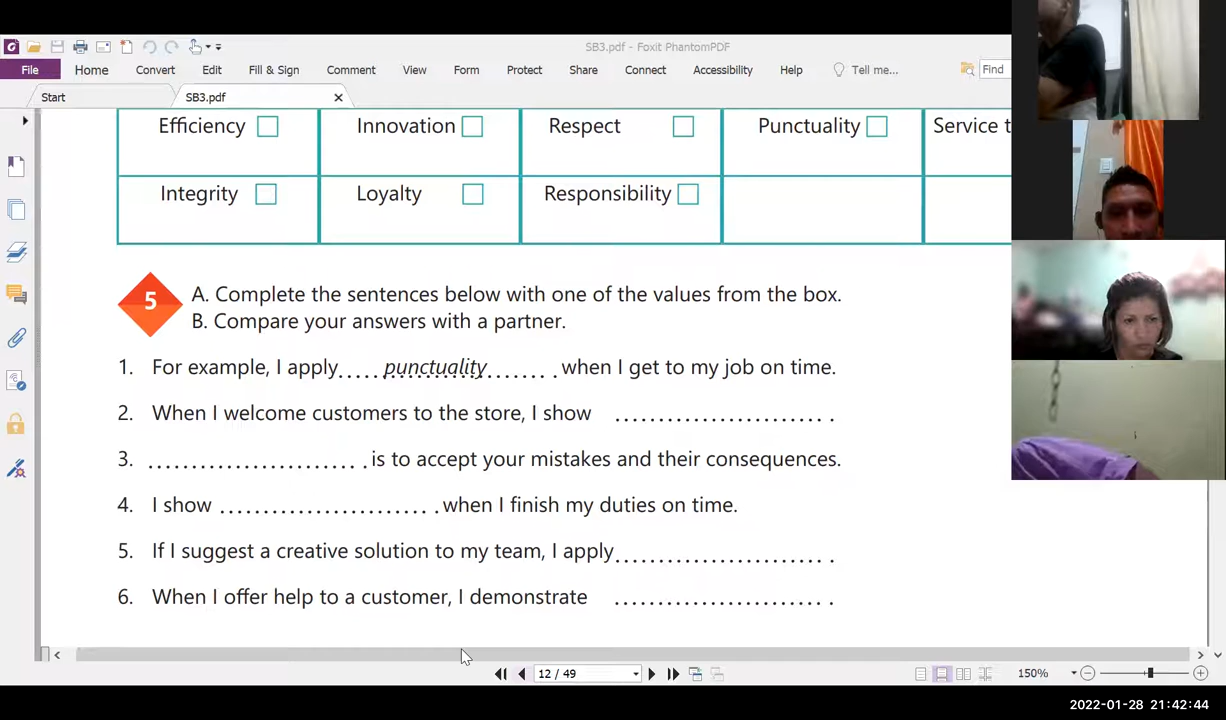 SB3.pdf - Foxit PhantomPDF
File Home Convert Edit Fill & Sign Comment View Form Protect Share Connect Accessibility Help Tell me... Find
Start SB3.pdf
Efficiency Innovation Respect Punctuality Service t
Integrity Loyalty Responsibility
5
A. Complete the sentences below with one of the values from the box.
B. Compare your answers with a partner.
1. For example, I apply.....punctuality........when I get to my job on time.
2. When I welcome customers to the store, I show ........................
3. ........................is to accept your mistakes and their consequences.
4. I show ........................when I finish my duties on time.
5. If I suggest a creative solution to my team, I apply........................
6. When I offer help to a customer, I demonstrate ........................
12 / 49 150%
2022-01-28 21:42:44